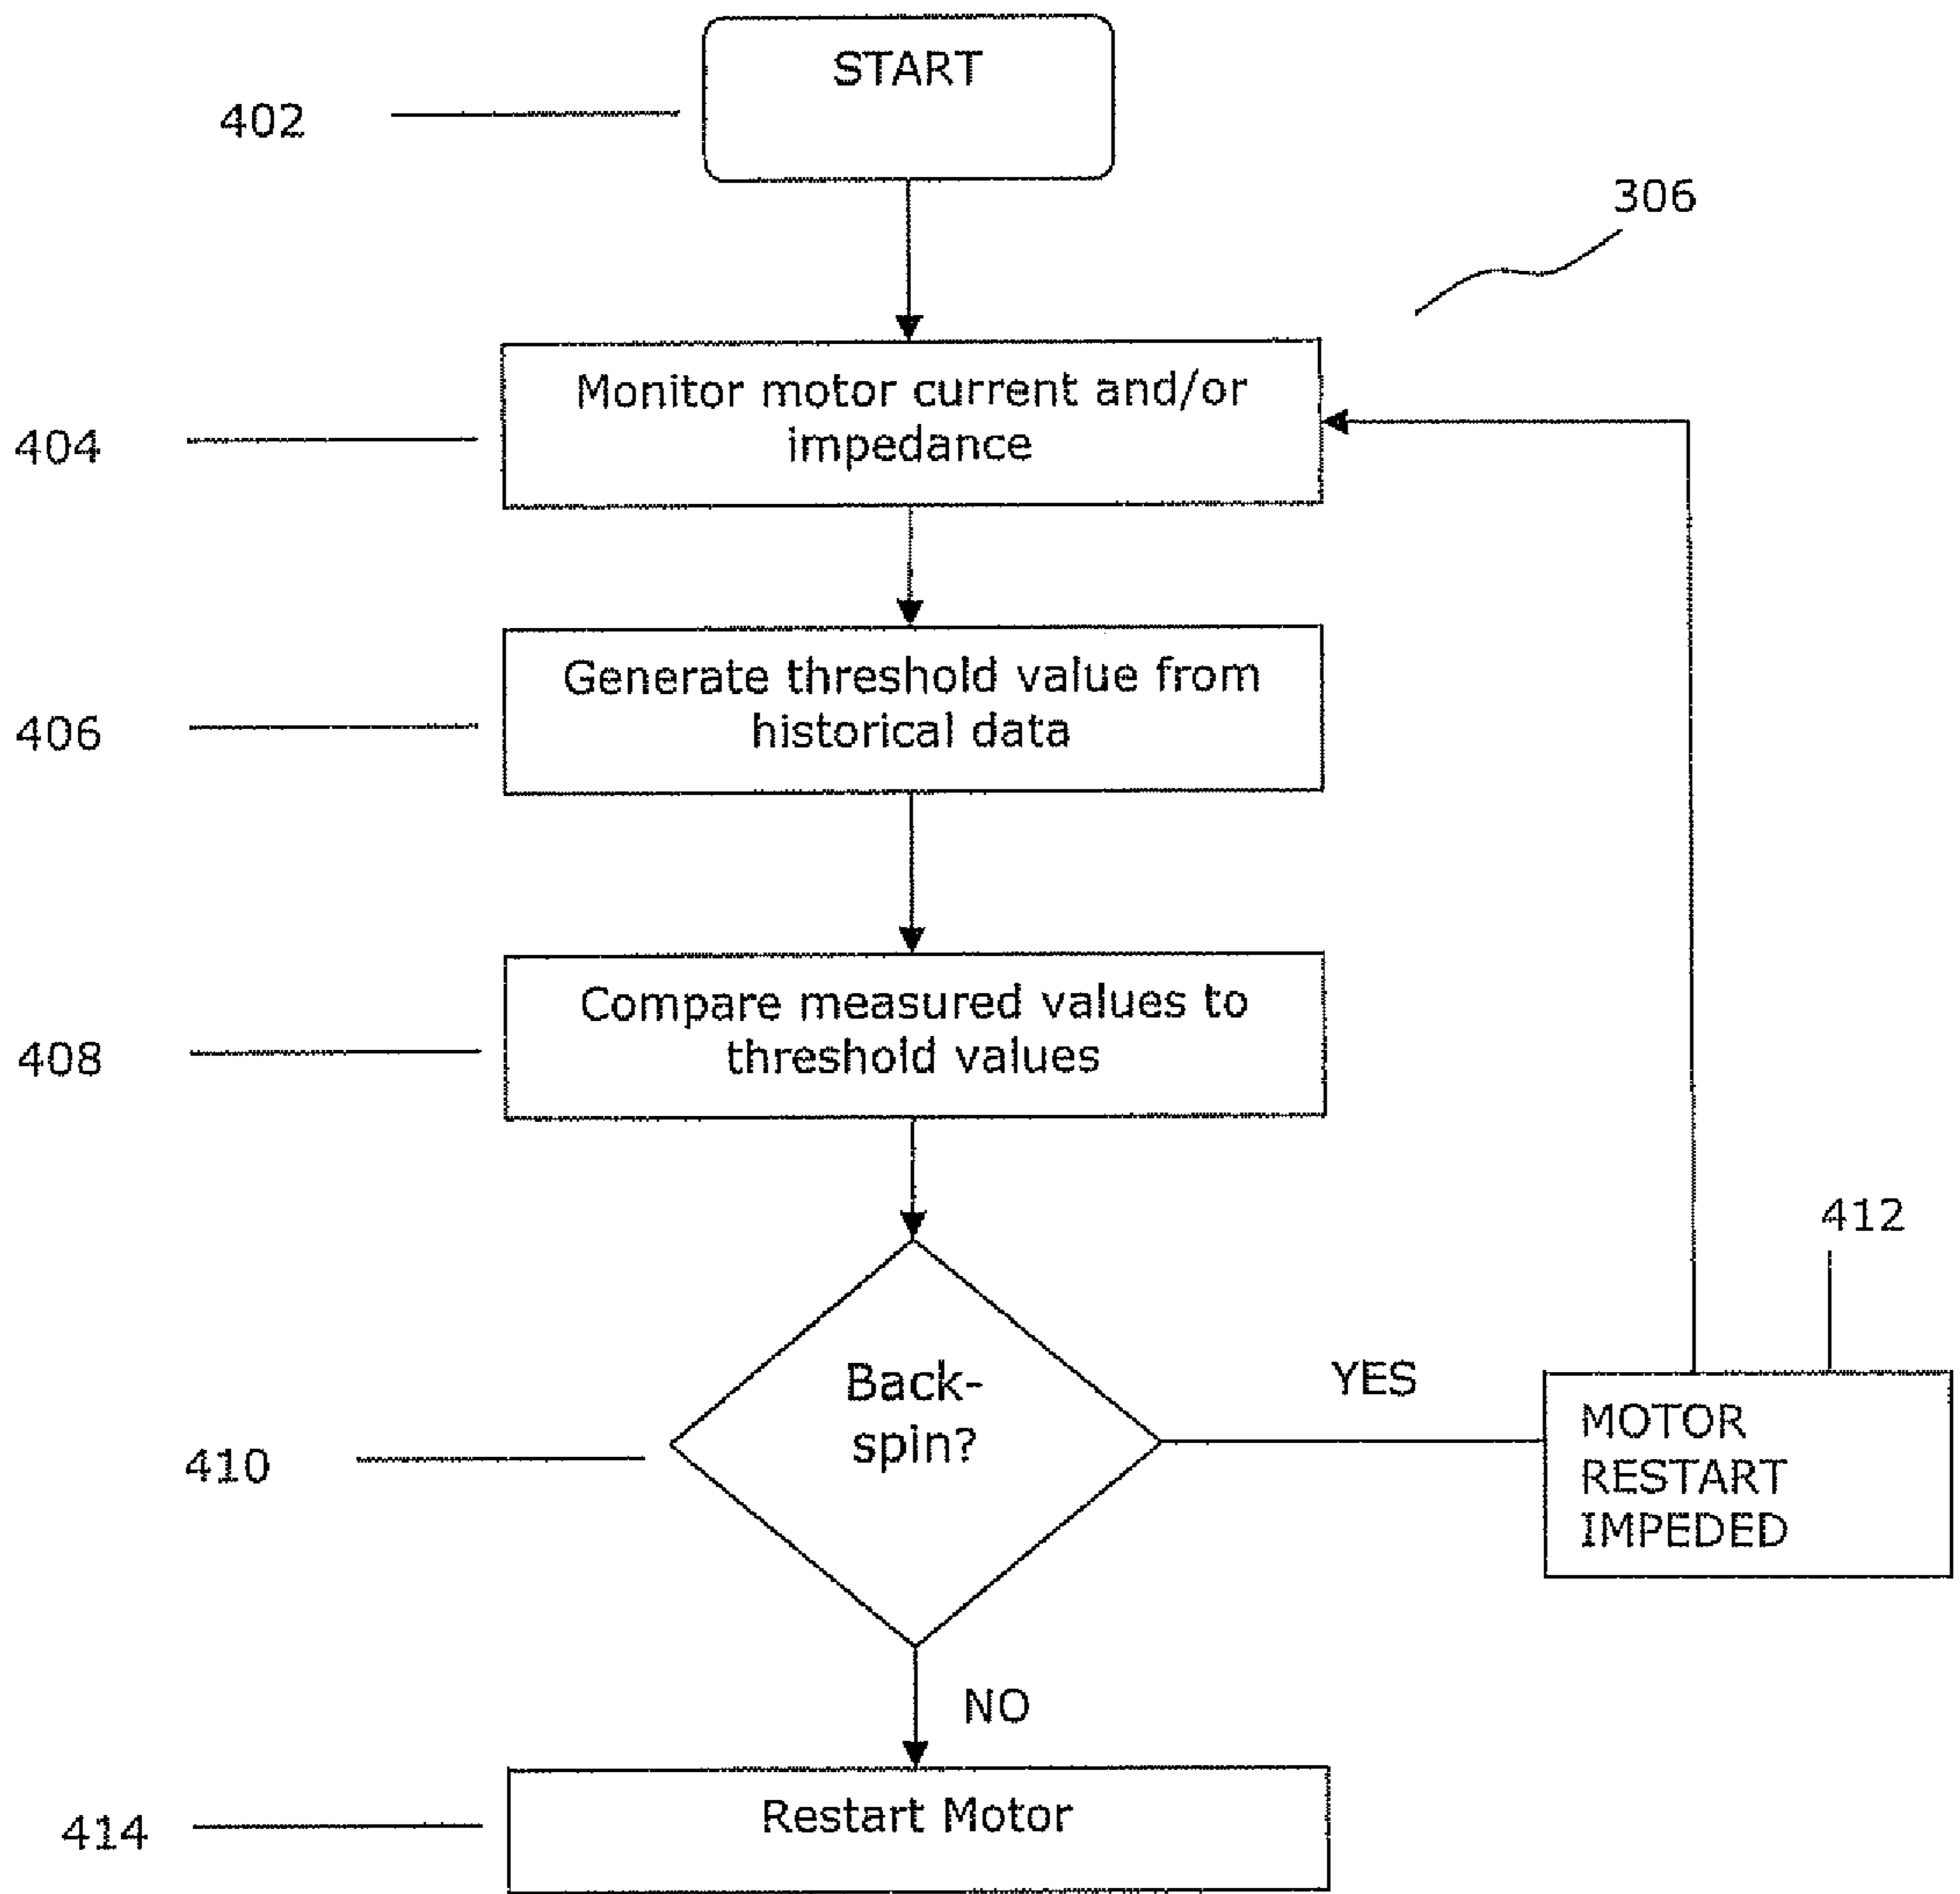 START
402
306
Monitor motor current and/or
impedance
404
Generate threshold value from
historical data
406
Compare measured values to
threshold values
408
412
Back-
spin?
YES
MOTOR
RESTART
IMPEDED
410
NO
Restart Motor
414